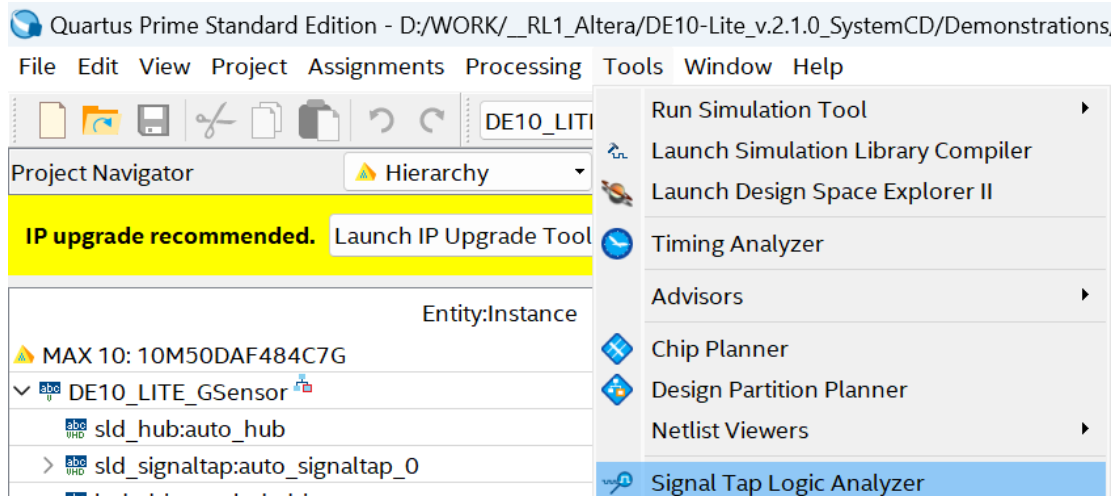 Quartus Prime Standard Edition - D:/WORK/__RL1_Altera/DE10-Lite_v.2.1.0_SystemCD/Demonstrations/
File Edit View Project Assignments Processing Tools Window Help
DE10_LITE
Run Simulation Tool
Launch Simulation Library Compiler
Project Navigator
Hierarchy
Launch Design Space Explorer II
IP upgrade recommended. Launch IP Upgrade Tool
Timing Analyzer
Advisors
Entity:Instance
MAX 10: 10M50DAF484C7G
Chip Planner
DE10_LITE_GSensor
Design Partition Planner
sld_hub:auto_hub
Netlist Viewers
sld_signaltap:auto_signaltap_0
Signal Tap Logic Analyzer